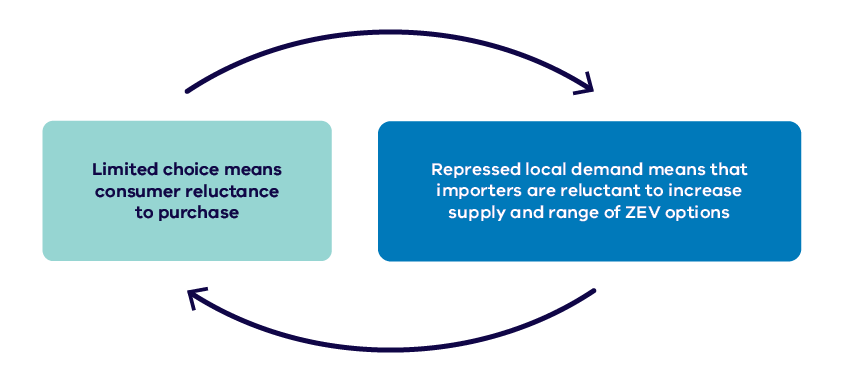 Limited choice means
consumer reluctance
to purchase
Repressed local demand means that
importers are reluctant to increase
supply and range of ZEV options